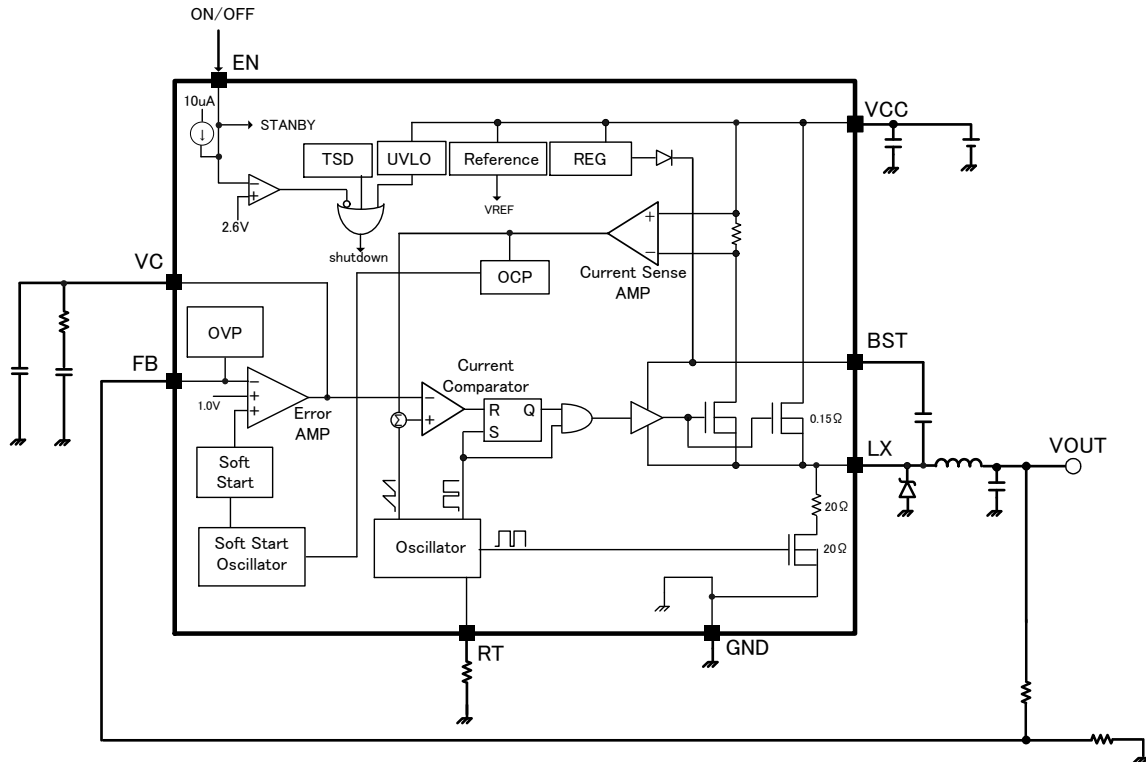 ON/OFF
EN
10uA
STANBY
VCC
TSD
UVLO
Reference
REG
2.6V
VREF
shutdown
VC
OCP
Current Sense
AMP
OVP
BST
FB
Current
Comparator
1.0V
Error
AMP
R
Q
S
Σ
0.15Ω
LX
VOUT
Soft
Start
20Ω
Oscillator
20Ω
Soft Start
Oscillator
RT
GND